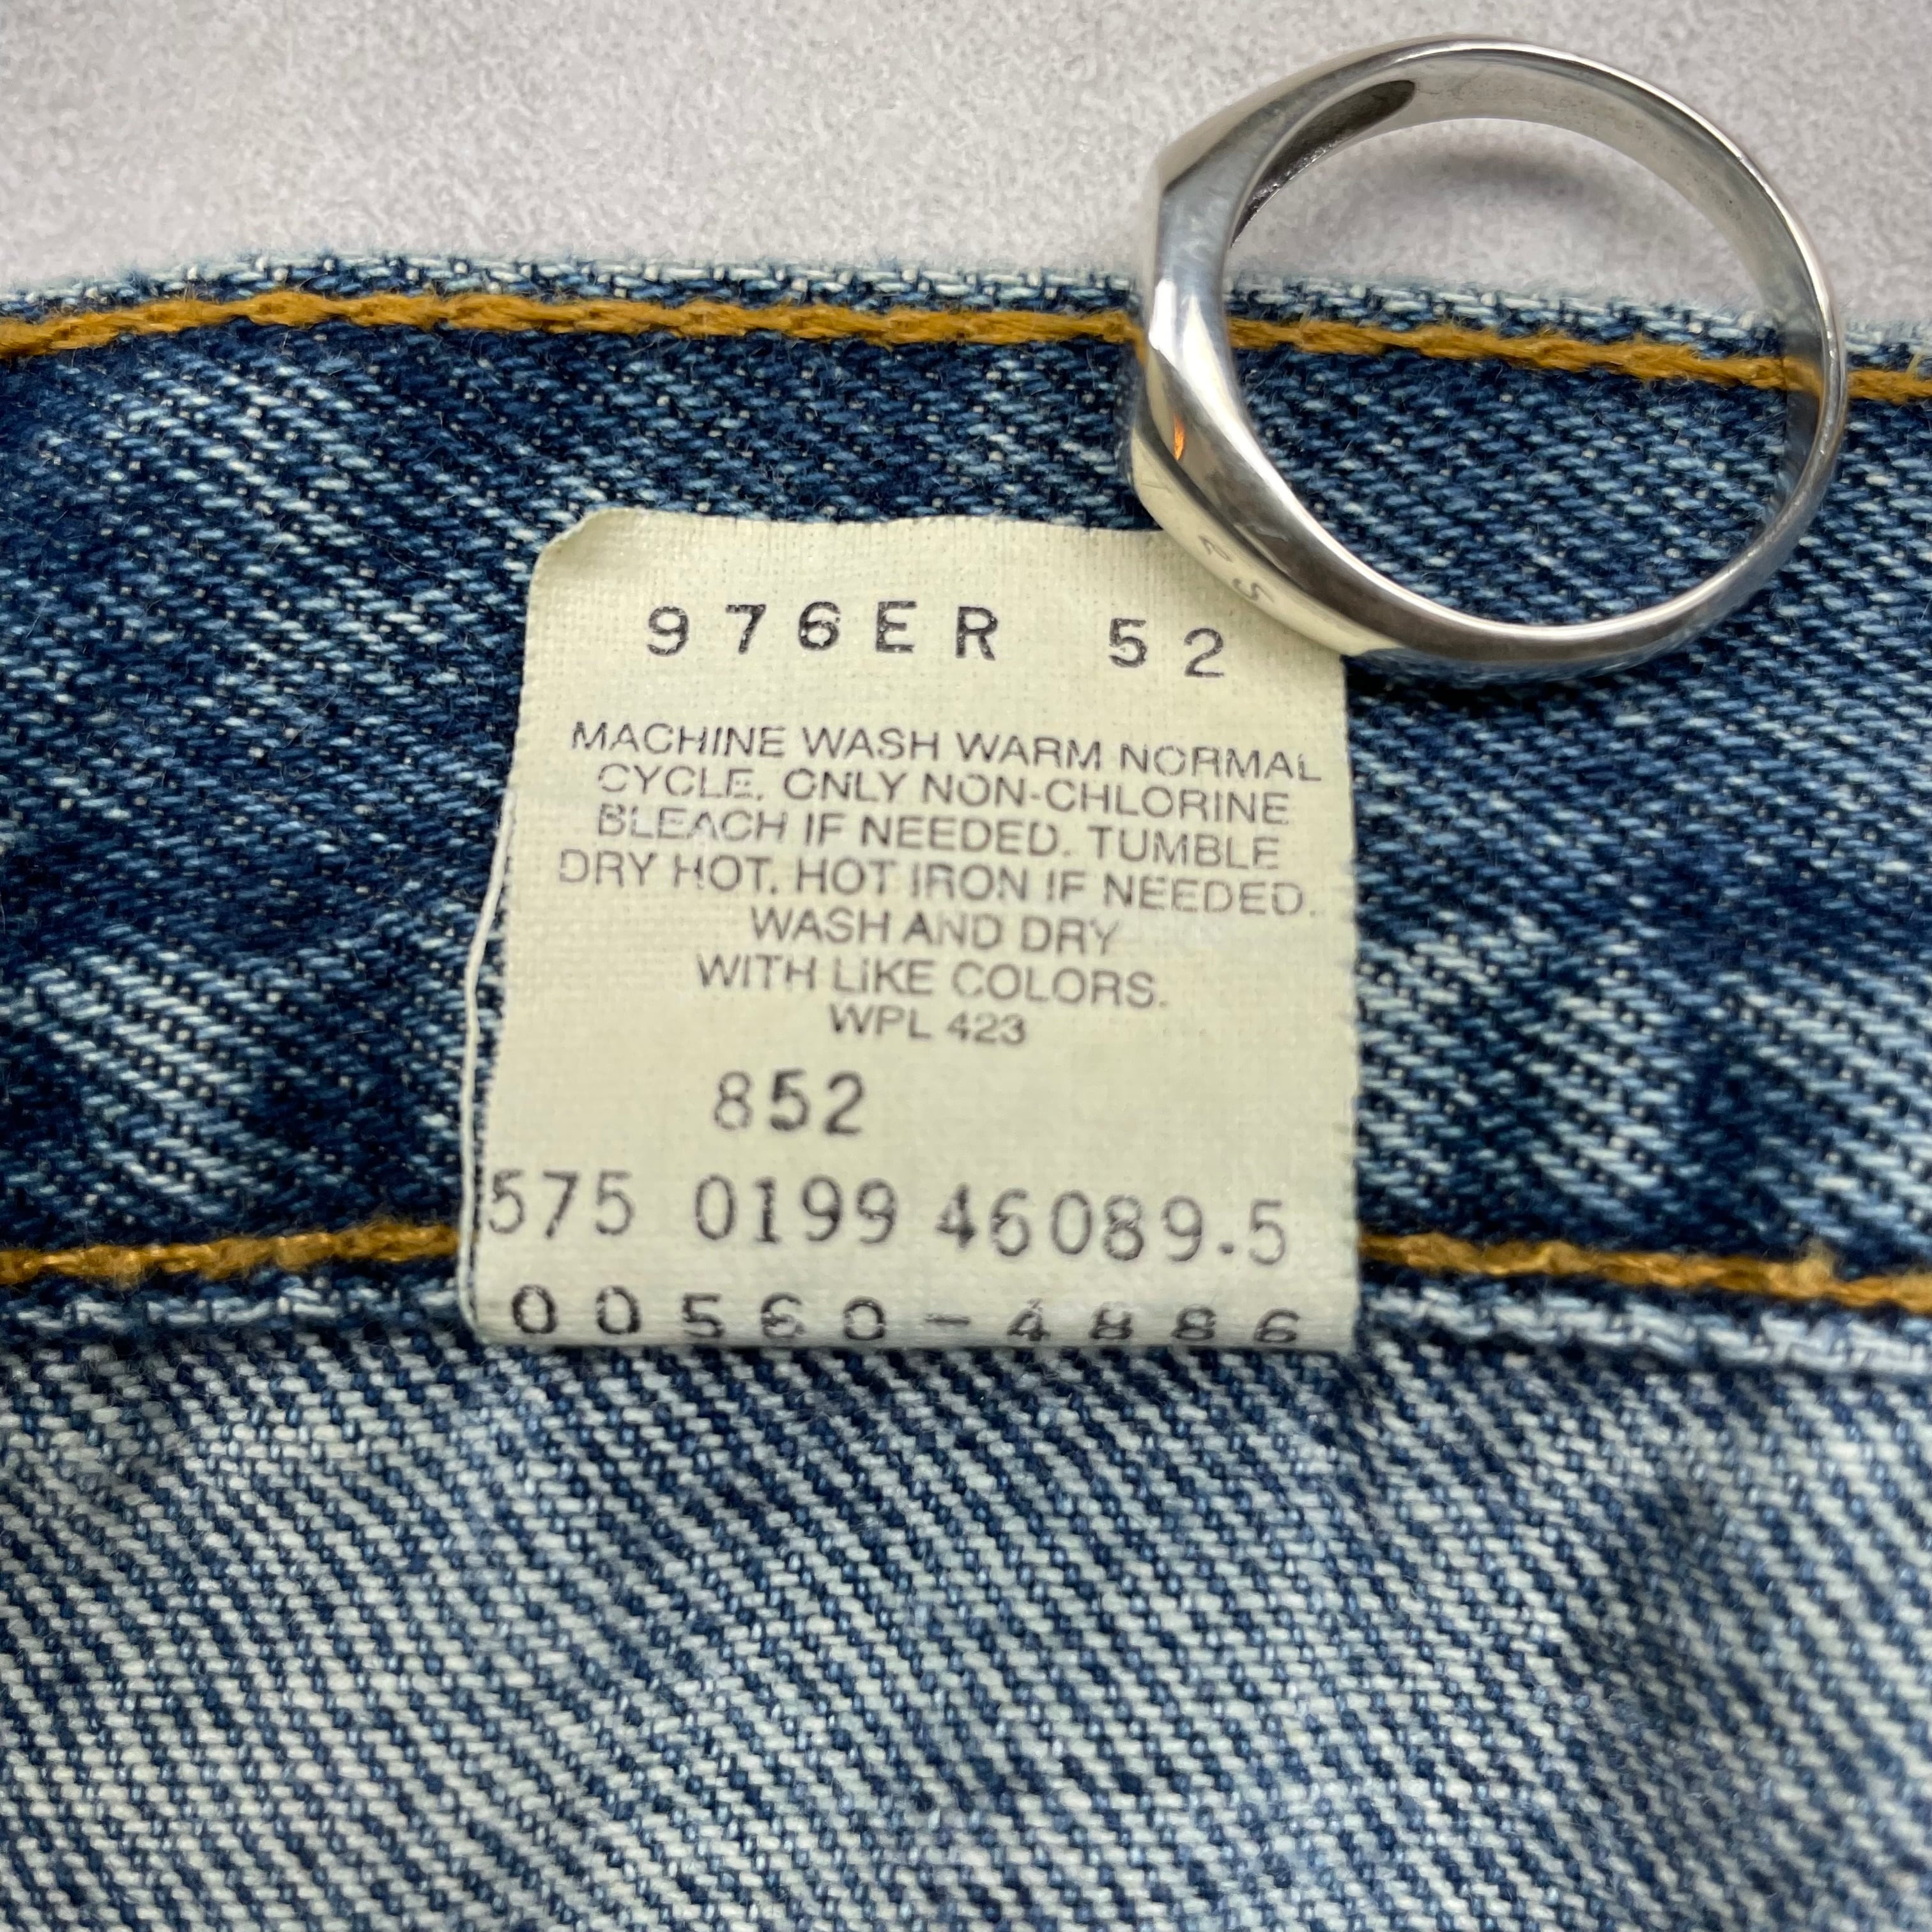 976ER 52
MACHINE WASH WARM NORMAL
CYCLE. ONLY NON-CHLORINE
BLEACH IF NEEDED. TUMBLE
DRY HOT. HOT IRON IF NEEDED.
WASH AND DRY
WITH LIKE COLORS.
WPL 423
852
575 0199 46089.5
00560-4886